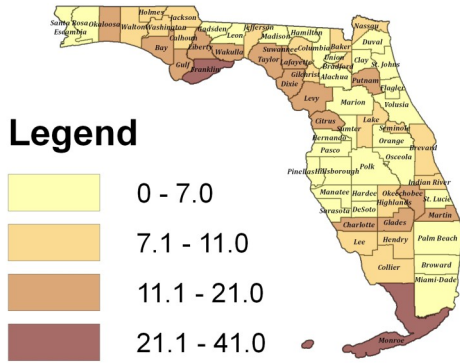 Holmes
Jackson
Santa Rosa
Okaloosa
Walton
Washington
Escambia
Calhoun
Bay
Liberty
Gulf
Franklin
Gadsden
Leon
Wakulla
Jefferson
Madison
Taylor
Hamilton
Suwannee
Columbia
Lafayette
Dixie
Gilchrist
Nassau
Baker
Duval
Union
Bradford
Clay
St. Johns
Alachua
Putnam
Flagler
Levy
Marion
Volusia
Citrus
Sumter
Lake
Seminole
Hernando
Orange
Brevard
Pasco
Osceola
Pinellas
Hillsborough
Polk
Indian River
Manatee
Hardee
Okeechobee
Highlands
St. Lucie
Sarasota
DeSoto
Martin
Charlotte
Glades
Lee
Hendry
Palm Beach
Collier
Broward
Miami-Dade
Monroe
Legend
0 - 7.0
7.1 - 11.0
11.1 - 21.0
21.1 - 41.0